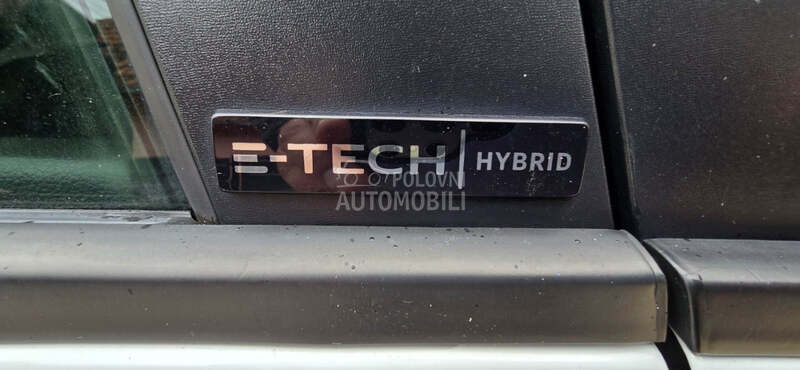 E-TECH | HYBRID
POLOVNI
AUTOMOBILI